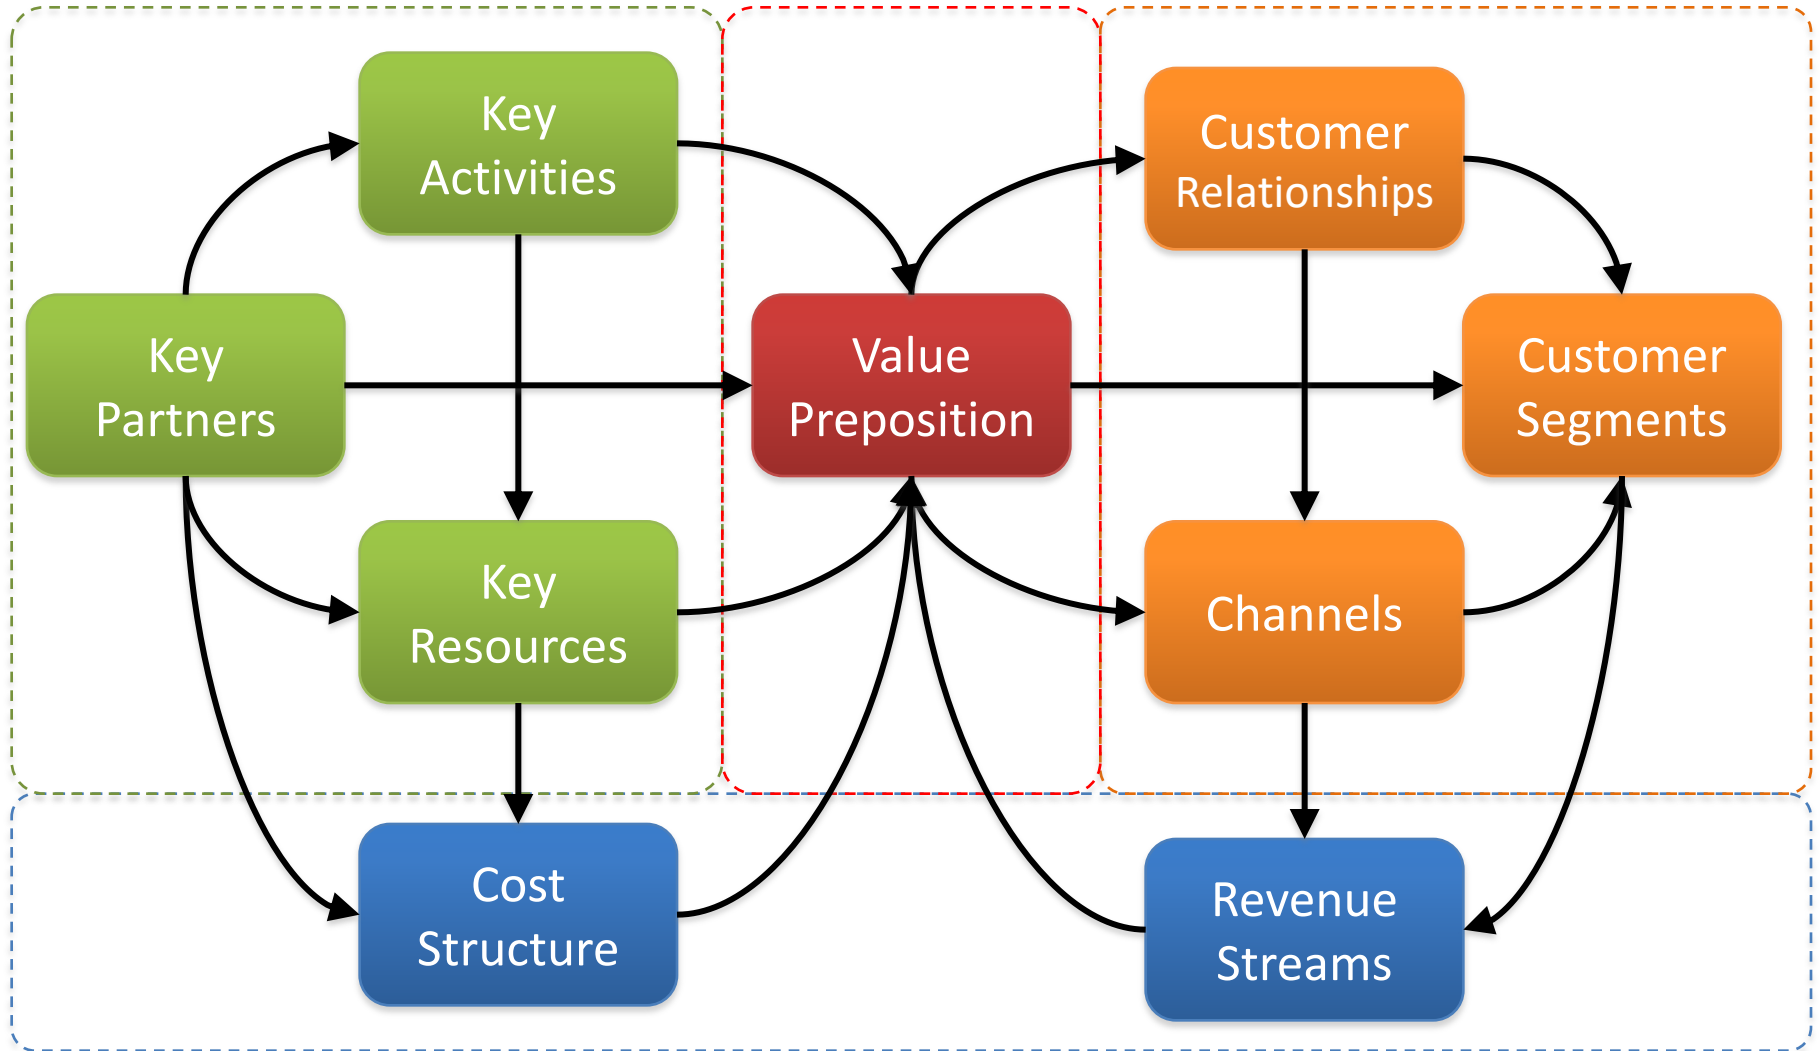 Key
Activities
Customer
Relationships
Key
Partners
Value
Preposition
Customer
Segments
Key
Resources
Channels
Cost
Structure
Revenue
Streams